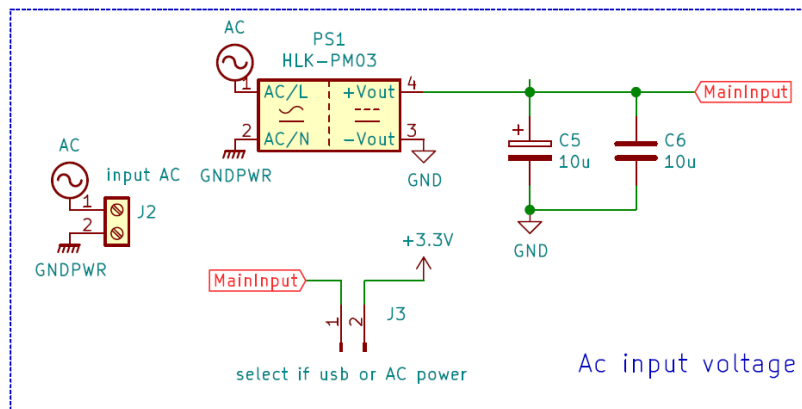 AC
PS1
HLK-PM03
1
AC/L
+Vout
4
MainInput
2
AC/N
-Vout
3
+
C5
10u
C6
10u
GNDPWR
GND
AC
input AC
1
J2
2
GND
GNDPWR
+3.3V
MainInput
1
2
J3
select if usb or AC power
Ac input voltage